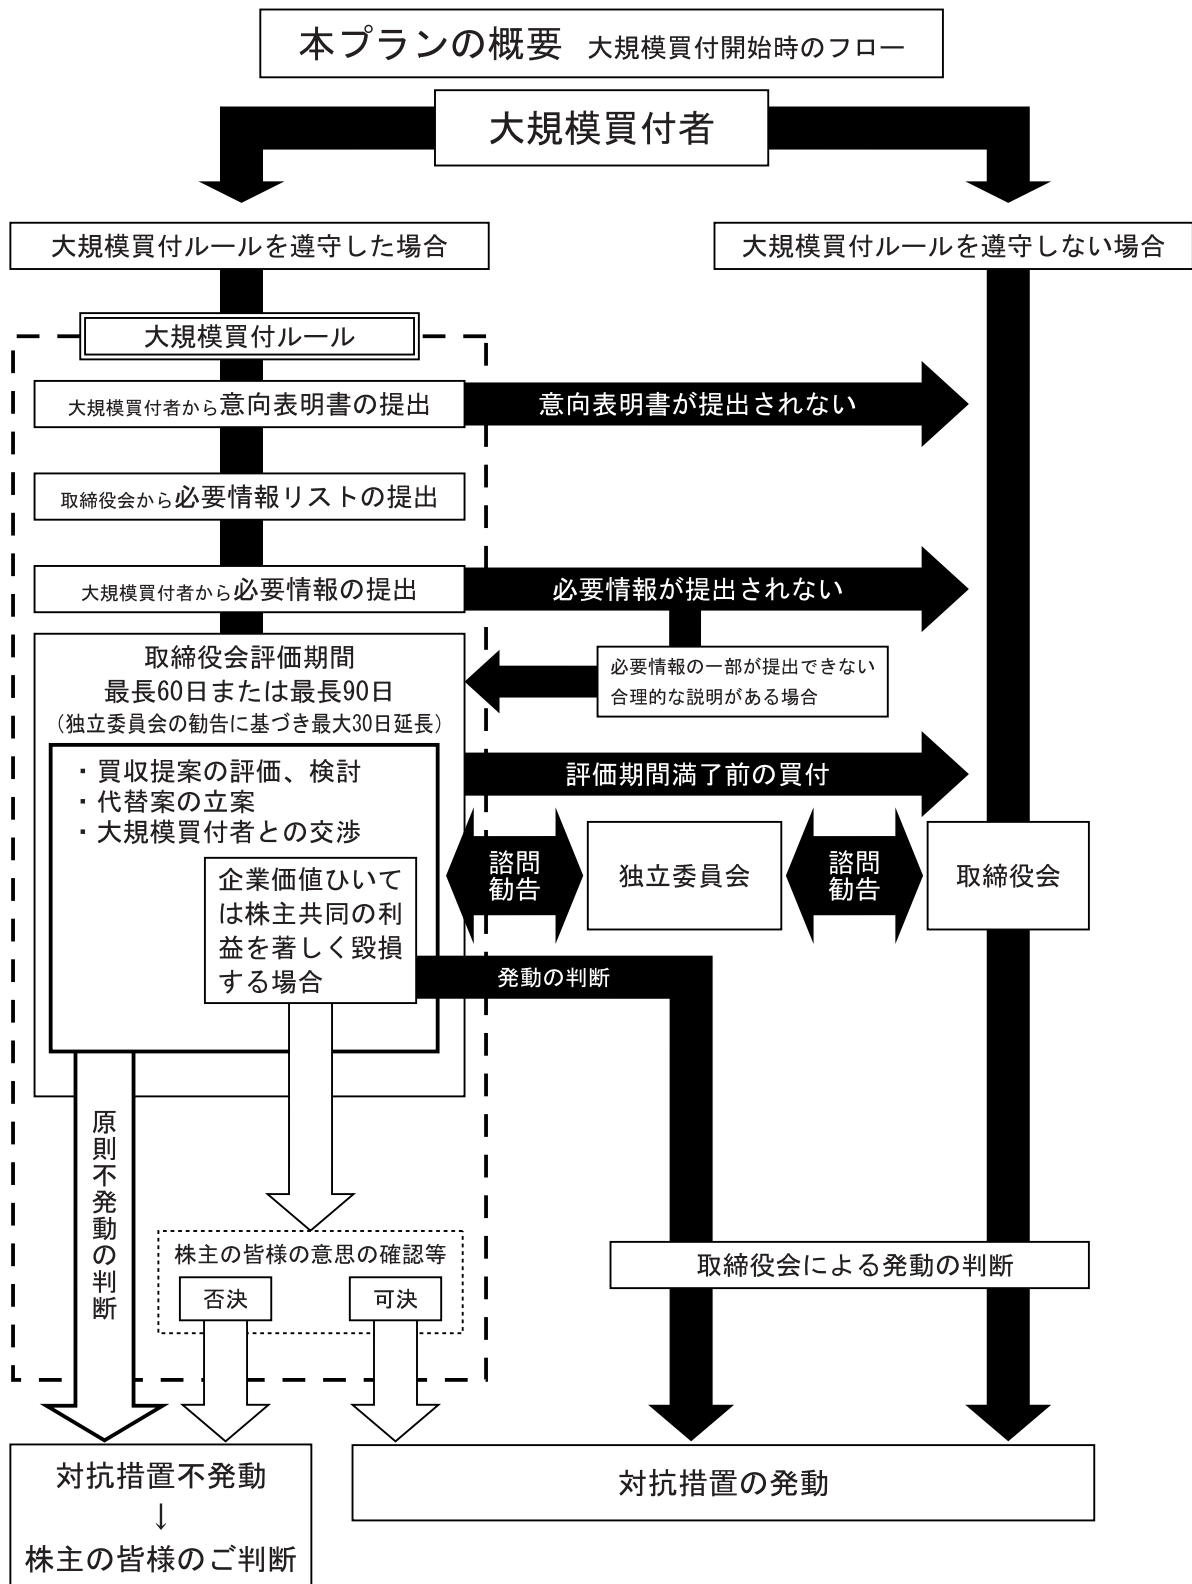 本プランの概要 大規模買付開始時のフロー
大規模買付者
大規模買付ルールを遵守した場合
大規模買付ルールを遵守しない場合
大規模買付ルール
大規模買付者から意向表明書の提出
意向表明書が提出されない
取締役会から必要情報リストの提出
大規模買付者から必要情報の提出
必要情報が提出されない
取締役会評価期間
最長60日または最長90日
（独立委員会の勧告に基づき最大30日延長）
必要情報の一部が提出できない
合理的な説明がある場合
・買収提案の評価、検討
・代替案の立案
・大規模買付者との交渉
評価期間満了前の買付
企業価値ひいて
は株主共同の利
益を著しく毀損
する場合
諮問
勧告
独立委員会
諮問
勧告
取締役会
発動の判断
原則不発動の判断
株主の皆様の意思の確認等
否決
可決
取締役会による発動の判断
対抗措置不発動
↓
株主の皆様のご判断
対抗措置の発動